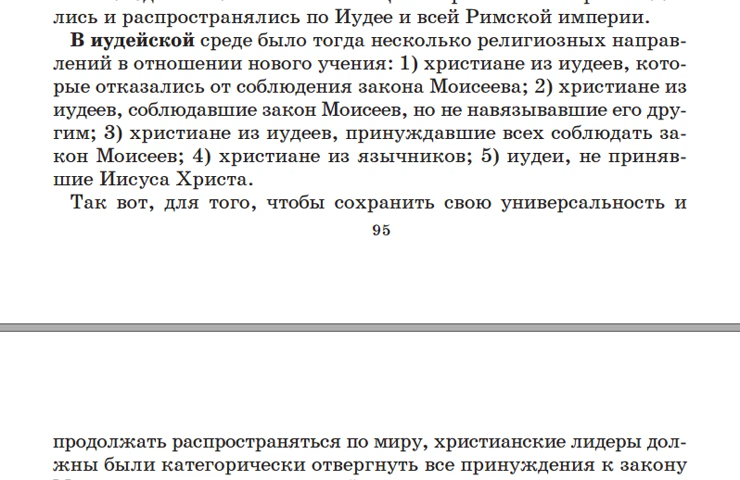 лись и распространялись по Иудее и всей Римской империи.
В иудейской среде было тогда несколько религиозных направ-
лений в отношении нового учения: 1) христиане из иудеев, кото-
рые отказались от соблюдения закона Моисеева; 2) христиане из
иудеев, соблюдавшие закон Моисеев, но не навязывавшие его дру-
гим; 3) христиане из иудеев, принуждавшие всех соблюдать за-
кон Моисеев; 4) христиане из язычников; 5) иудеи, не приняв-
шие Иисуса Христа.
Так вот, для того, чтобы сохранить свою универсальность и
95
продолжать распространяться по миру, христианские лидеры дол-
жны были категорически отвергнуть все принуждения к закону